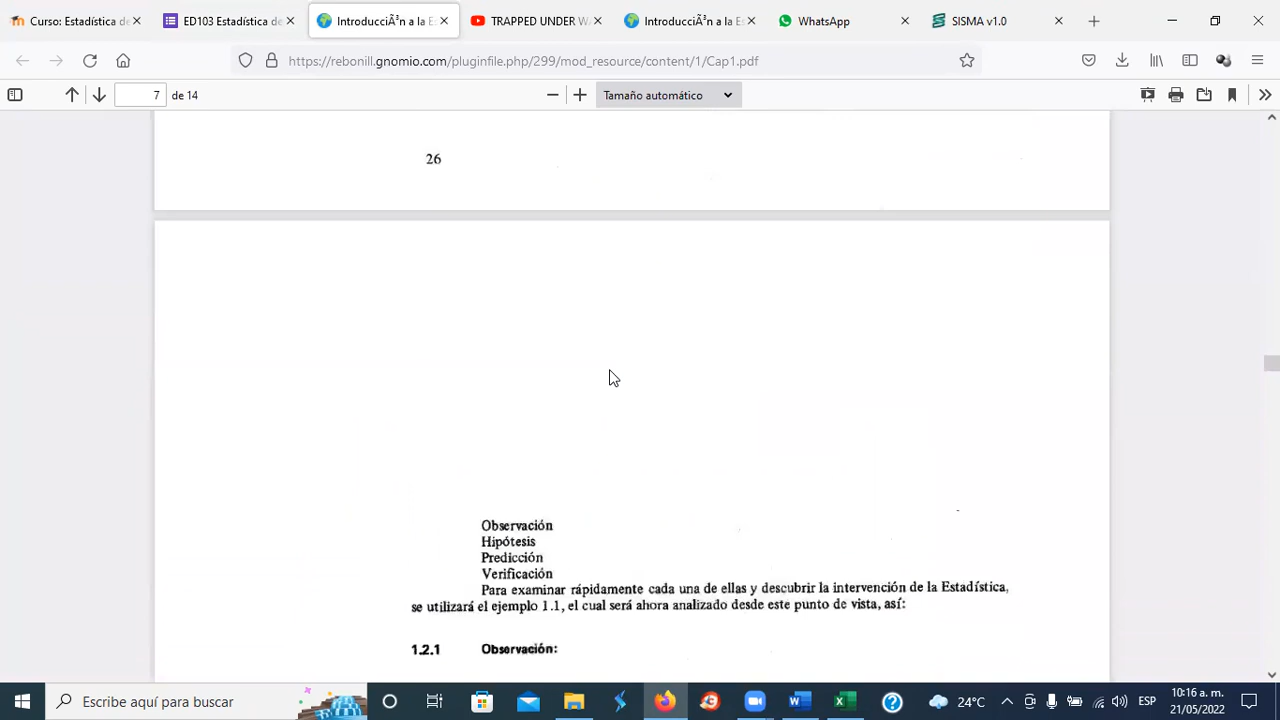 Curso: Estadística de
ED103 Estadística de
IntroducciÃ³n a la Es
TRAPPED UNDER WA
IntroducciÃ³n a la Es
WhatsApp
SISMA v1.0
https://rebonill.gnomio.com/pluginfile.php/299/mod_resource/content/1/Cap1.pdf
7 de 14
Tamaño automático
26
Observación
Hipótesis
Predicción
Verificación
Para examinar rápidamente cada una de ellas y descubrir la intervención de la Estadística,
se utilizará el ejemplo 1.1, el cual será ahora analizado desde este punto de vista, así:
1.2.1 Observación:
Escribe aquí para buscar
24°C
ESP
10:16 a. m.
21/05/2022